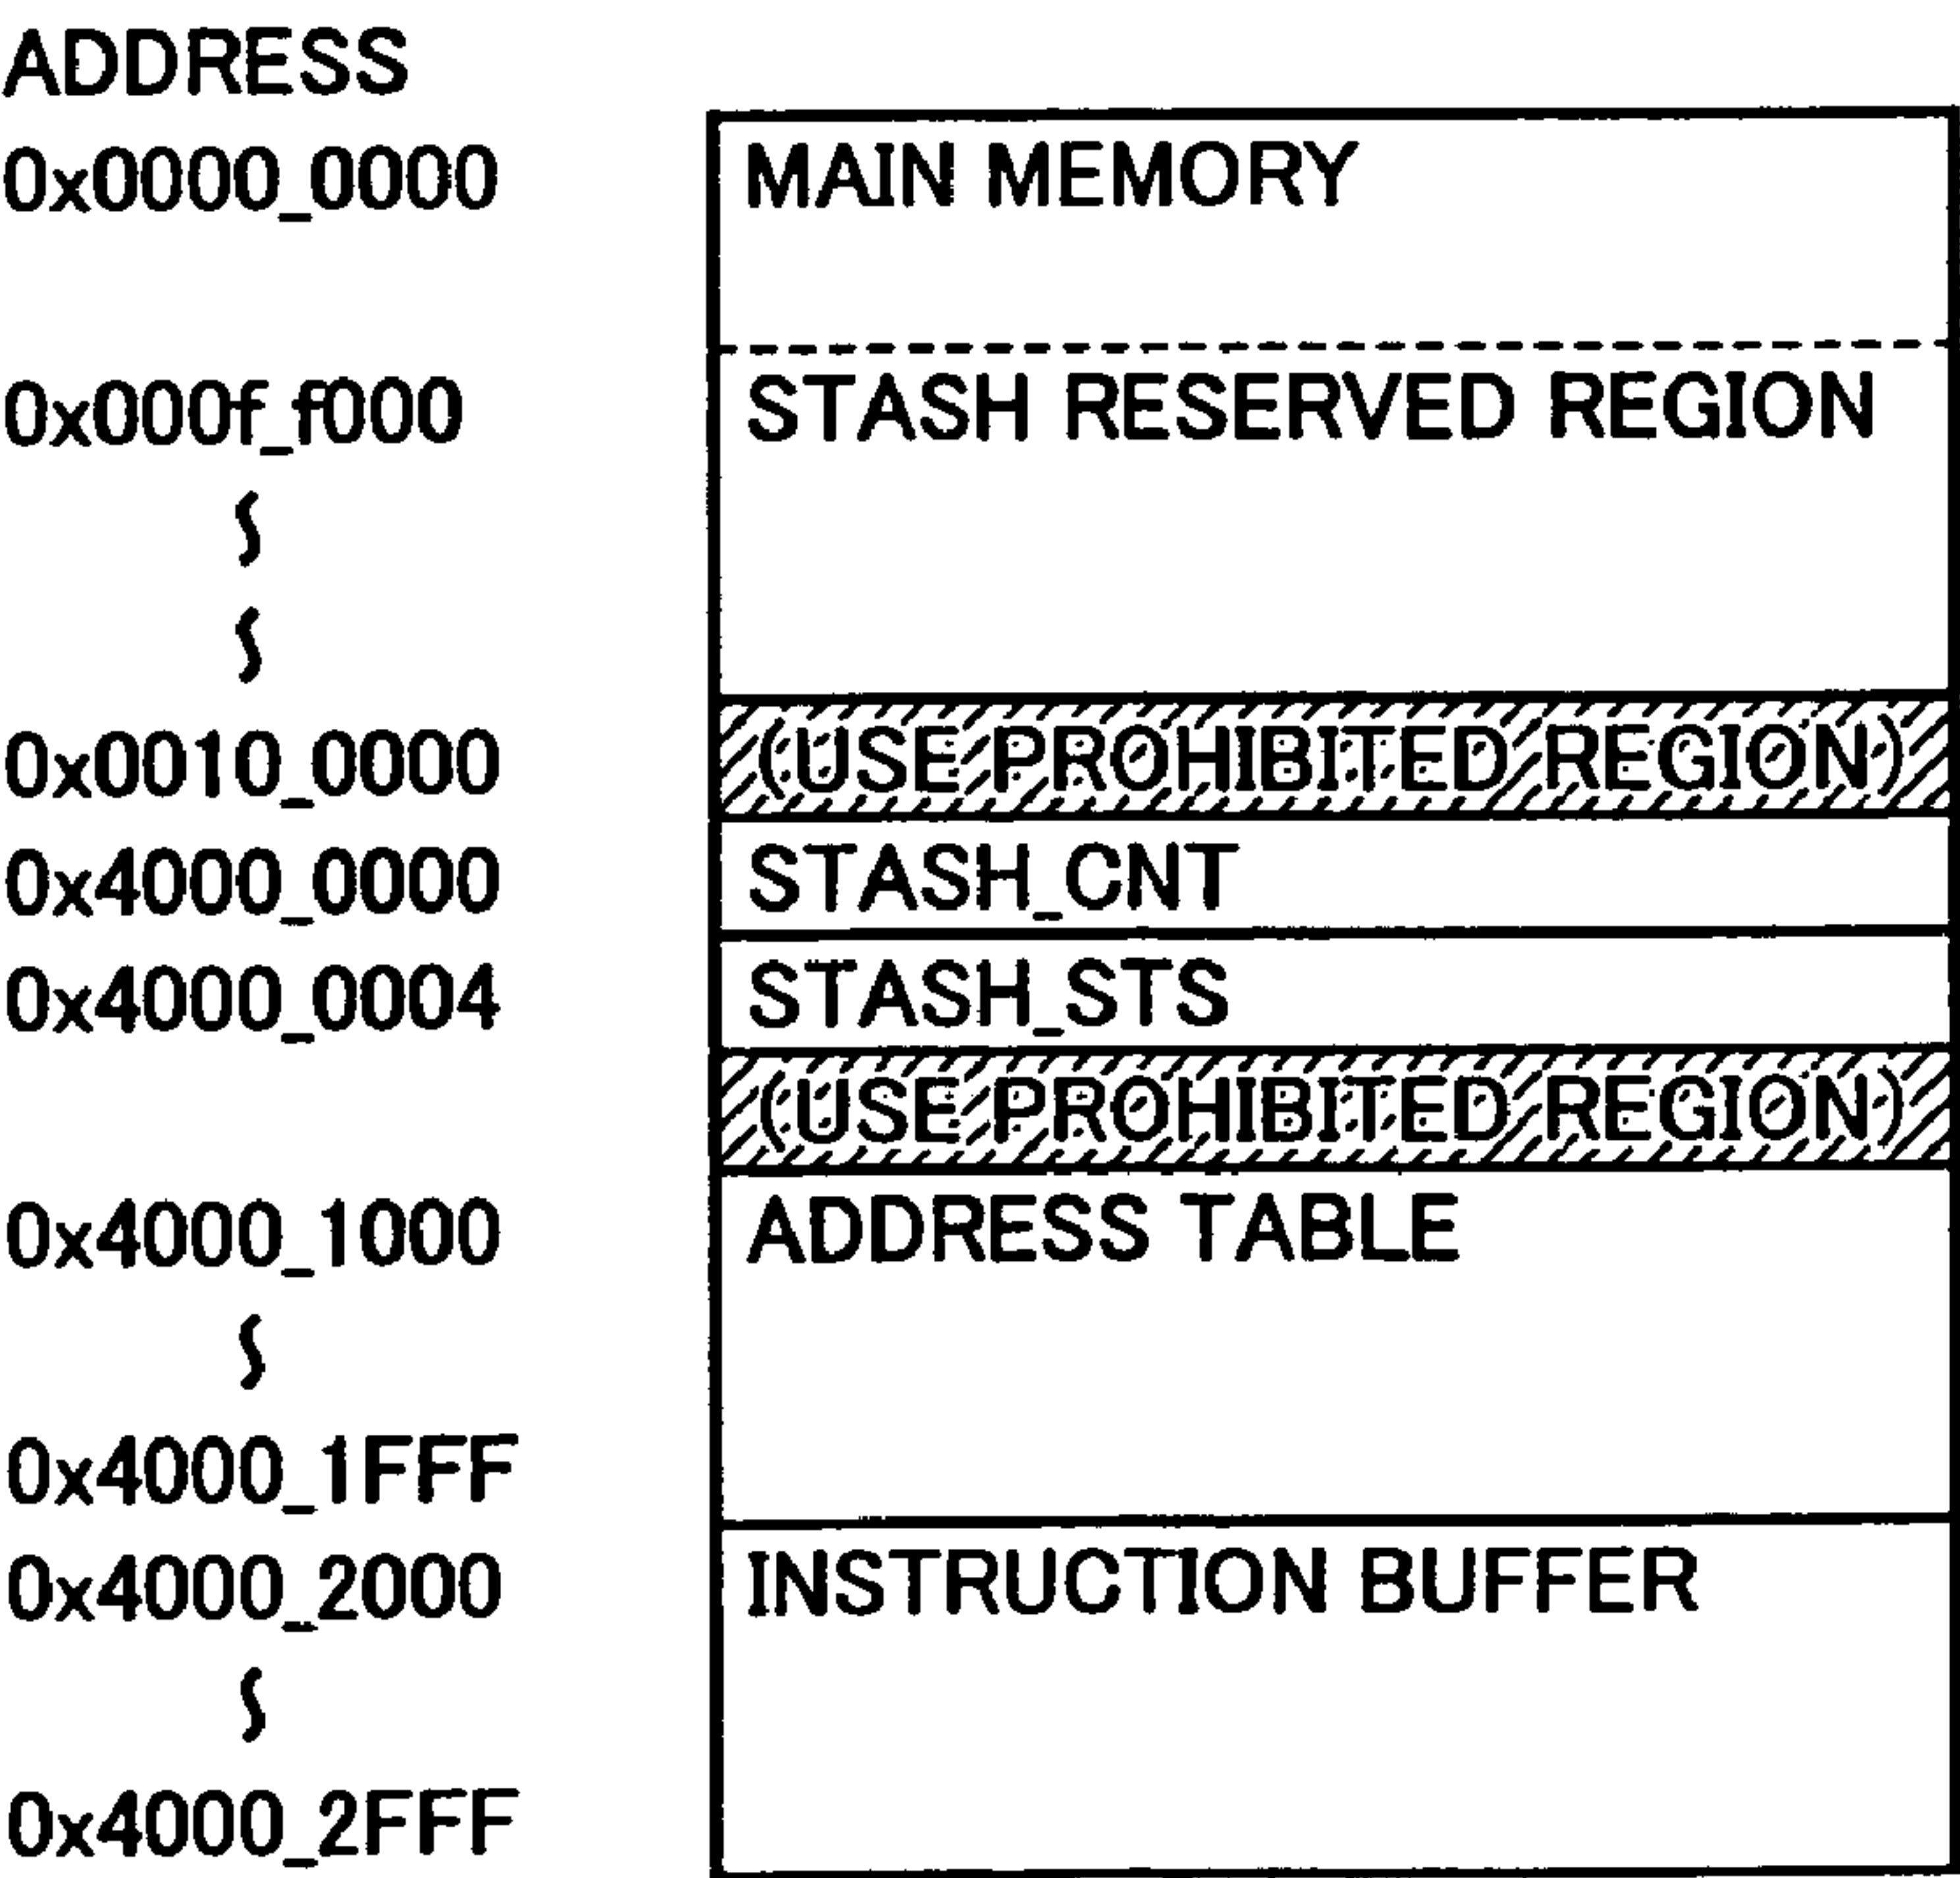 ADDRESS
0x0000_0000 MAIN MEMORY
0x000f_f000 STASH RESERVED REGION
0x0010_0000 (USE PROHIBITED REGION)
0x4000_0000 STASH_CNT
0x4000_0004 STASH_STS
(USE PROHIBITED REGION)
0x4000_1000 ADDRESS TABLE
0x4000_1FFF
0x4000_2000 INSTRUCTION BUFFER
0x4000_2FFF